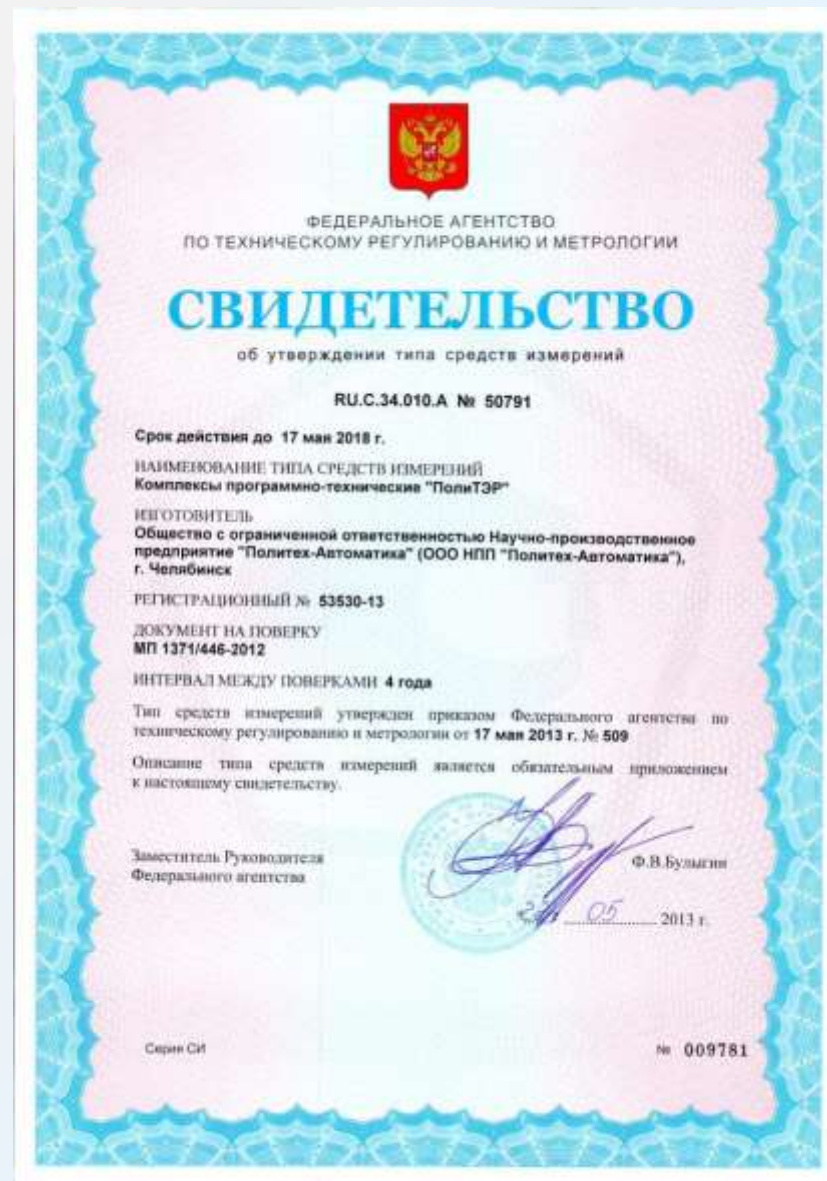 ФЕДЕРАЛЬНОЕ АГЕНТСТВО
ПО ТЕХНИЧЕСКОМУ РЕГУЛИРОВАНИЮ И МЕТРОЛОГИИ
СВИДЕТЕЛЬСТВО
об утверждении типа средств измерений
RU.C.34.010.A № 50791
Срок действия до 17 мая 2018 г.
НАИМЕНОВАНИЕ ТИПА СРЕДСТВ ИЗМЕРЕНИЙ
Комплексы программно-технические "ПолиТЭР"
ИЗГОТОВИТЕЛЬ
Общество с ограниченной ответственностью Научно-производственное
предприятие "Политех-Автоматика" (ООО НПП "Политех-Автоматика"),
г. Челябинск
РЕГИСТРАЦИОННЫЙ № 53530-13
ДОКУМЕНТ НА ПОВЕРКУ
МП 1371/446-2012
ИНТЕРВАЛ МЕЖДУ ПОВЕРКАМИ 4 года
Тип средств измерений утвержден приказом Федерального агентства по
техническому регулированию и метрологии от 17 мая 2013 г. № 509
Описание типа средств измерений является обязательным приложением
к настоящему свидетельству.
Заместитель Руководителя
Федерального агентства
Ф.В.Булыгин
05 2013 г.
Серия СИ
№ 009781